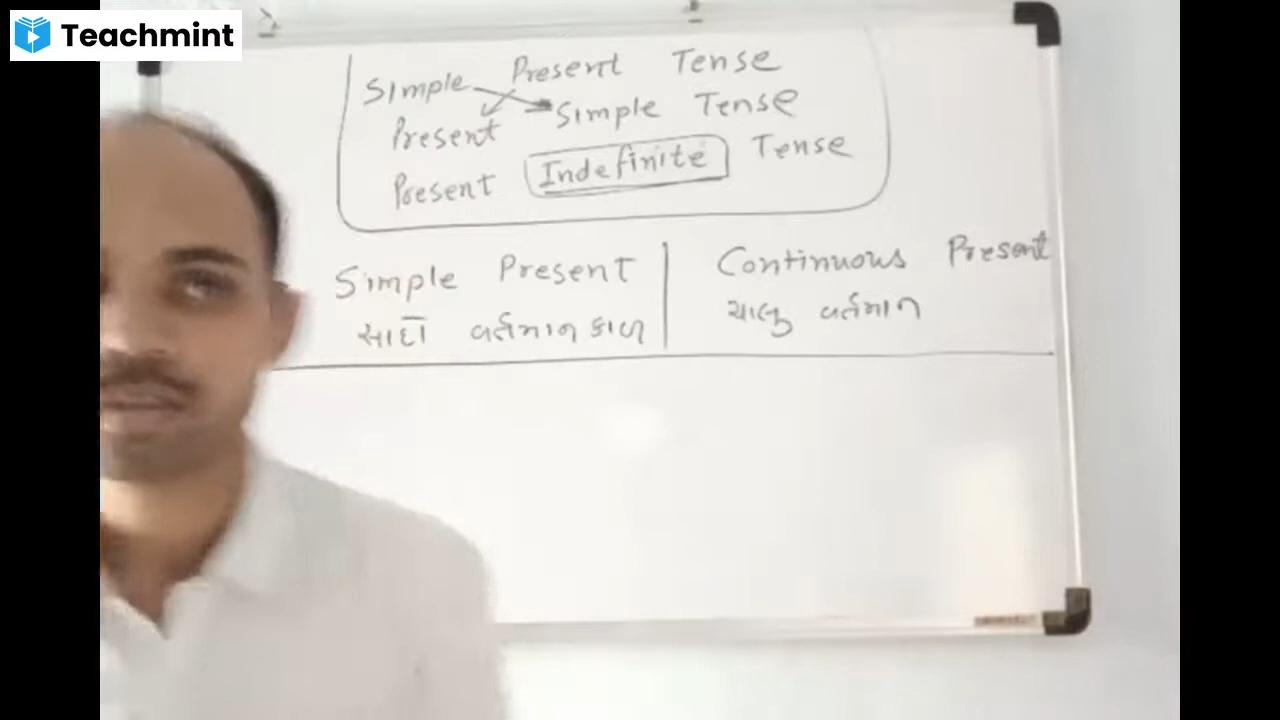 Teachmint
Simple Present Tense
Present Simple Tense
Present Indefinite Tense
Simple Present
Continuous Present
સાદો વર્તમાન કાળ
ચાલુ વર્તમાન